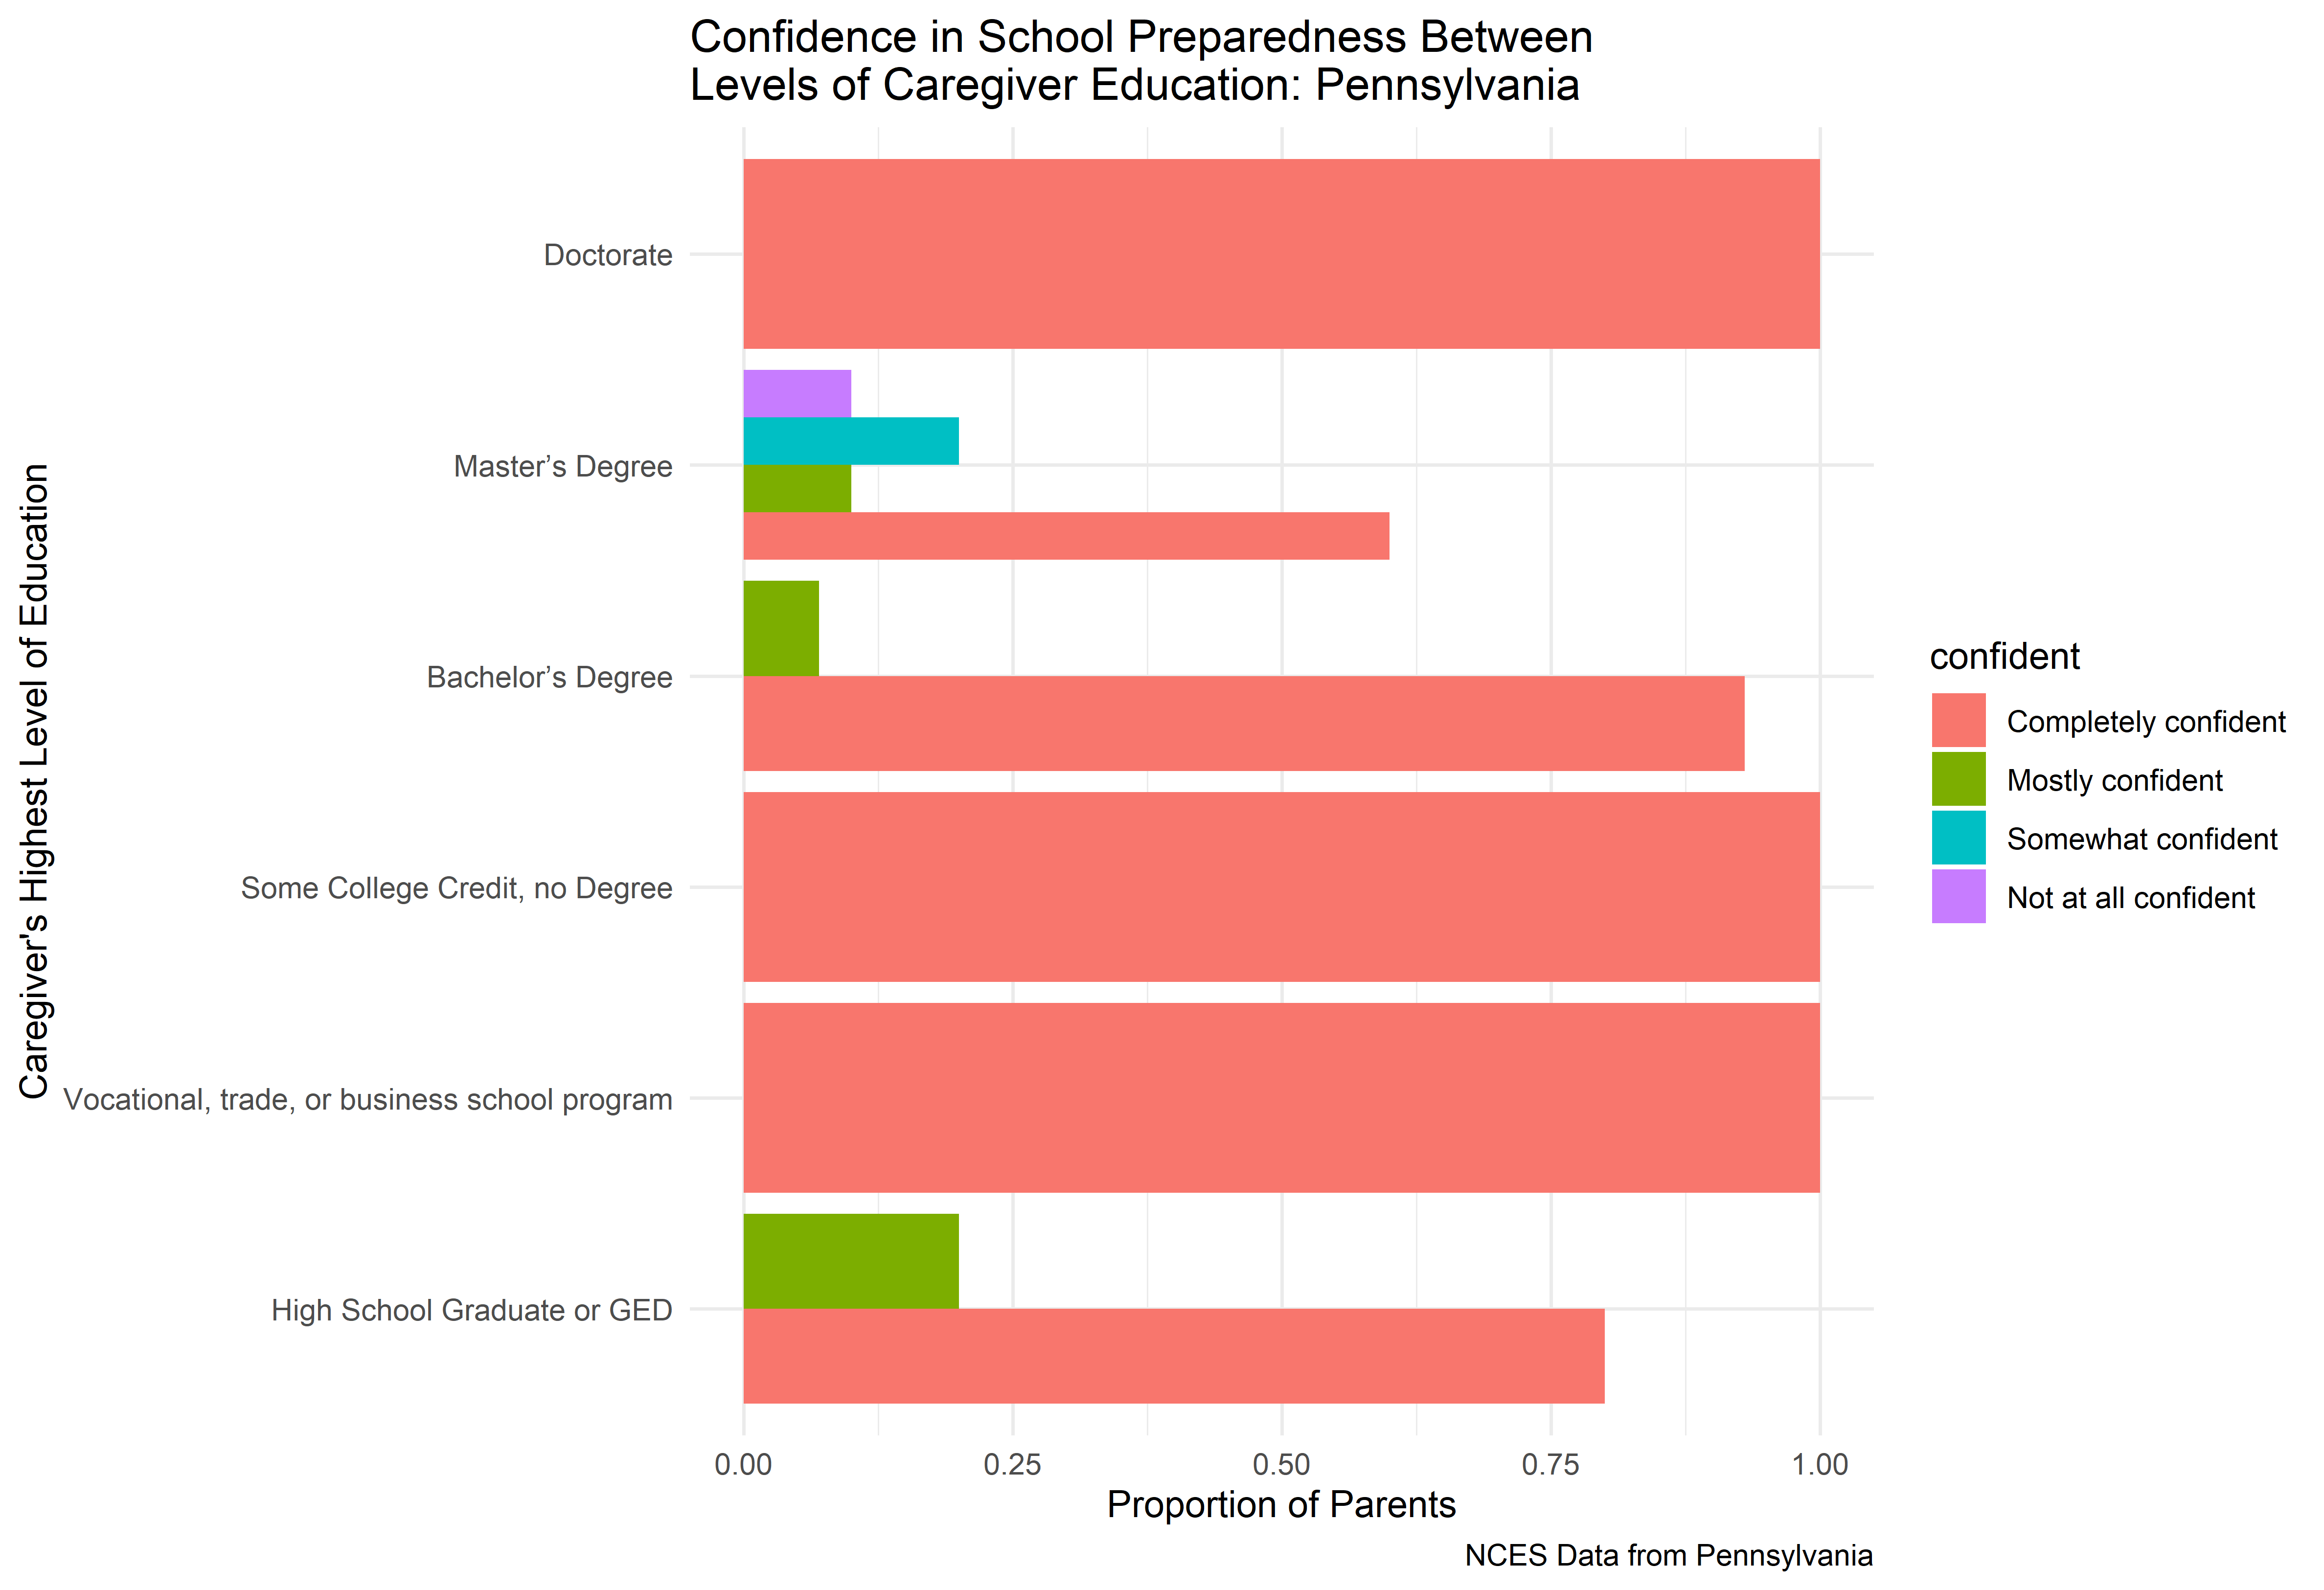 Confidence in School Preparedness Between
Levels of Caregiver Education: Pennsylvania
Caregiver's Highest Level of Education
Doctorate
Master’s Degree
Bachelor’s Degree
Some College Credit, no Degree
Vocational, trade, or business school program
High School Graduate or GED
0.00 0.25 0.50 0.75 1.00
Proportion of Parents
confident
Completely confident
Mostly confident
Somewhat confident
Not at all confident
NCES Data from Pennsylvania